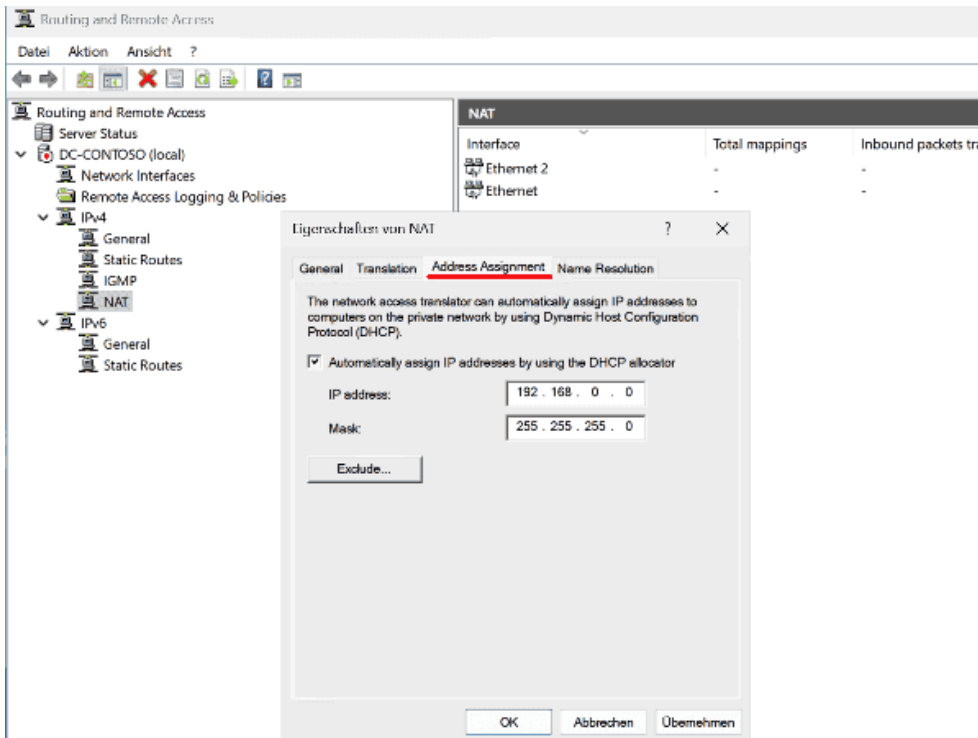 Routing and Remote Access
Datei Aktion Ansicht ?
Routing and Remote Access
Server Status
DC-CONTOSO (local)
Network Interfaces
Remote Access Logging & Policies
IPv4
General
Static Routes
IGMP
NAT
IPv6
General
Static Routes
NAT
Interface Total mappings Inbound packets tra
Ethernet 2 - -
Ethernet - -
Eigenschaften von NAT ?
General Translation Address Assignment Name Resolution
The network access translator can automatically assign IP addresses to
computers on the private network by using Dynamic Host Configuration
Protocol (DHCP).
Automatically assign IP addresses by using the DHCP allocator
IP address: 192 . 168 . 0 . 0
Mask: 255 . 255 . 255 . 0
Exclude...
OK Abbrechen Übernehmen